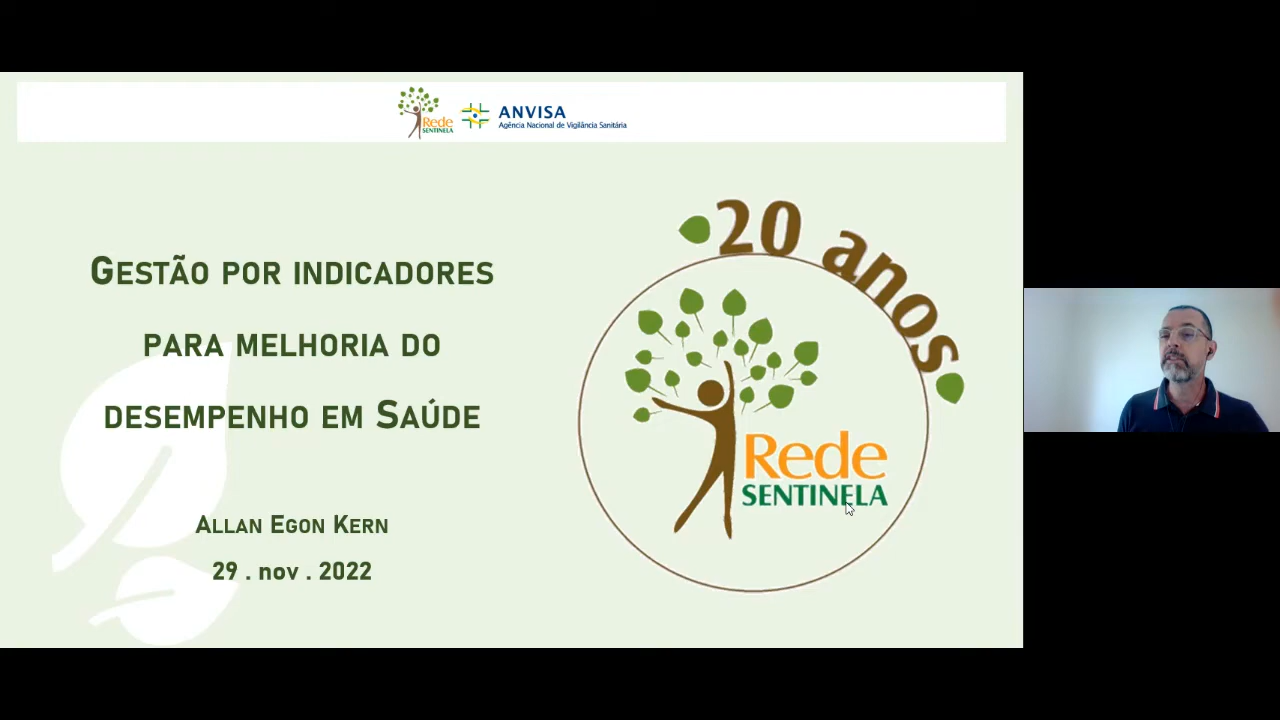 Rede
SENTINELA
ANVISA
Agência Nacional de Vigilância Sanitária
20 anos
GESTÃO POR INDICADORES
PARA MELHORIA DO
DESEMPENHO EM SAÚDE
Rede
SENTINELA
ALLAN EGON KERN
29 . nov . 2022